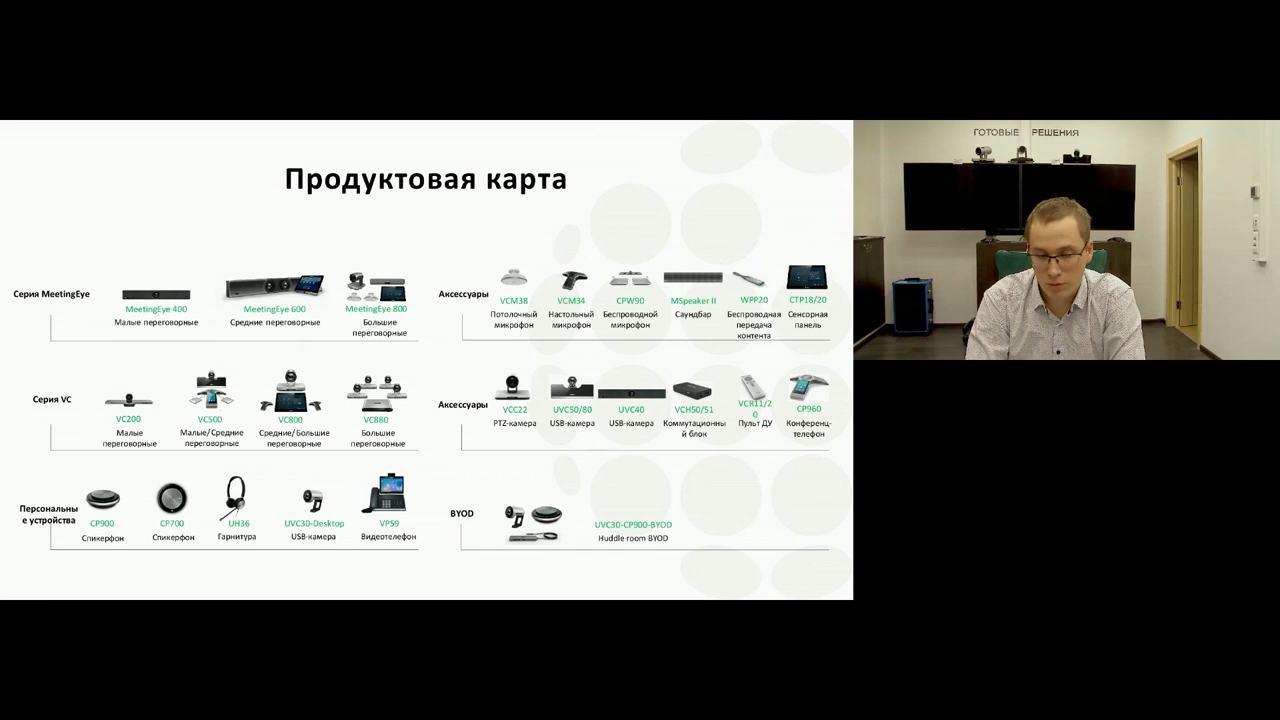 Продуктовая карта
Серия MeetingEye
MeetingEye 400
Малые переговорные
MeetingEye 600
Средние переговорные
MeetingEye 800
Большие
переговорные
Аксессуары
VCM38
Потолочный
микрофон
VCM34
Настольный
микрофон
CPW90
Беспроводной
микрофон
MSpeaker II
Саундбар
WPP20
Беспроводная
передача
контента
CTP18/20
Сенсорная
панель
Серия VC
VC200
Малые
переговорные
VC500
Малые/Средние
переговорные
VC800
Средние/Большие
переговорные
VC880
Большие
переговорные
Аксессуары
VCC22
PTZ-камера
UVC50/80
USB-камера
UVC40
USB-камера
VCH50/51
Коммутационны
й блок
VCR11/2
0
Пульт ДУ
CP960
Конференц-
телефон
Персональны
е устройства
CP900
Спикерфон
CP700
Спикерфон
UH36
Гарнитура
UVC30-Desktop
USB-камера
VP59
Видеотелефон
BYOD
UVC30-CP900-BYOD
Huddle room BYOD
ГОТОВЫЕ РЕШЕНИЯ